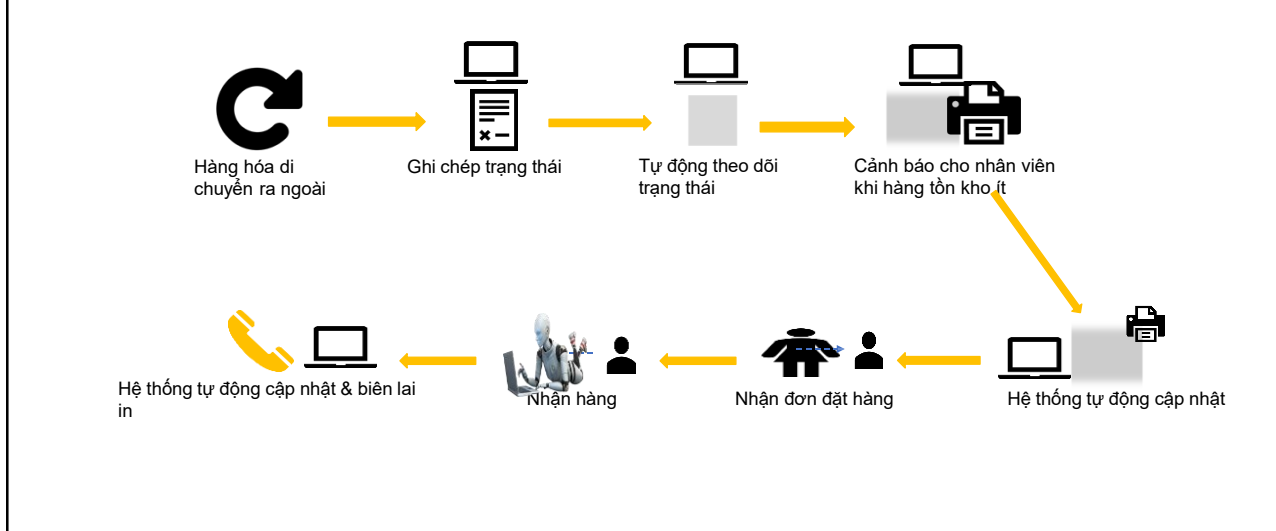 Hàng hóa di
chuyển ra ngoài
Ghi chép trạng thái
Tự động theo dõi
trạng thái
Cảnh báo cho nhân viên
khi hàng tồn kho ít
Hệ thống tự động cập nhật & biên lai
in
Nhận hàng
Nhận đơn đặt hàng
Hệ thống tự động cập nhật